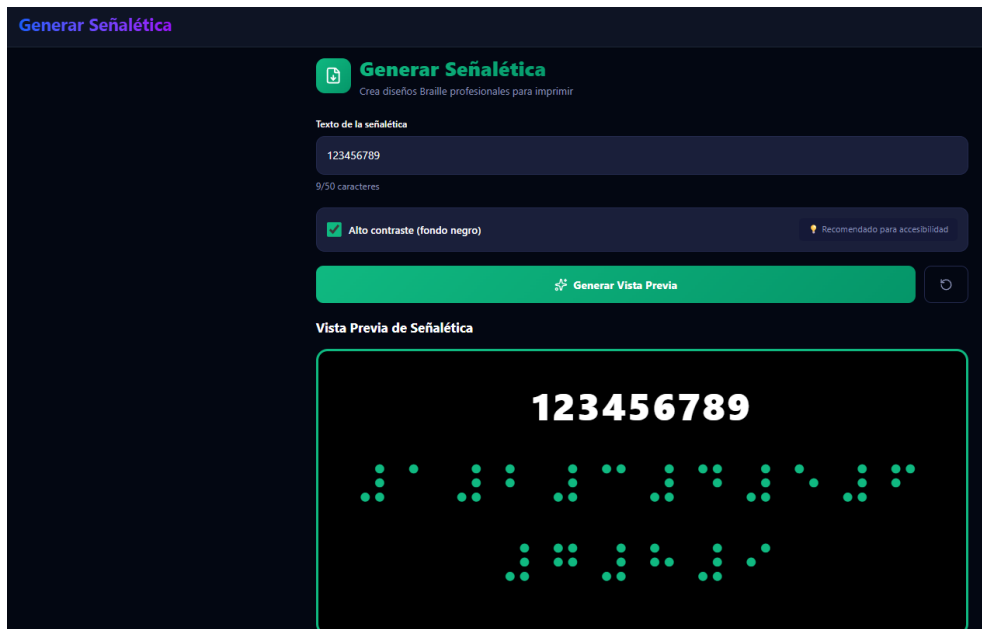 Generar Señalética
Generar Señalética
Crea diseños Braille profesionales para imprimir
Texto de la señalética
123456789
9/50 caracteres
Alto contraste (fondo negro)
💡 Recomendado para accesibilidad
Generar Vista Previa
Vista Previa de Señalética
123456789
⠼⠁⠼⠃⠼⠉⠼⠙⠼⠑⠼⠋
⠼⠛⠼⠓⠼⠊